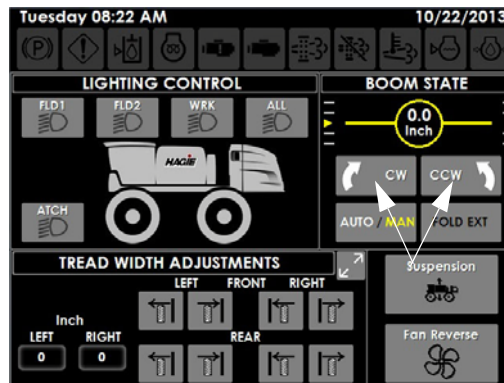 Tuesday 08:22 AM 10/22/2013
LIGHTING CONTROL
FLD1 FLD2 WRK ALL
HAGIE
ATCH
BOOM STATE
0.0
Inch
CW CCW
AUTO / MAN FOLD EXT
TREAD WIDTH ADJUSTMENTS
LEFT FRONT RIGHT
Inch
LEFT RIGHT
REAR
0 0
Suspension
Fan Reverse